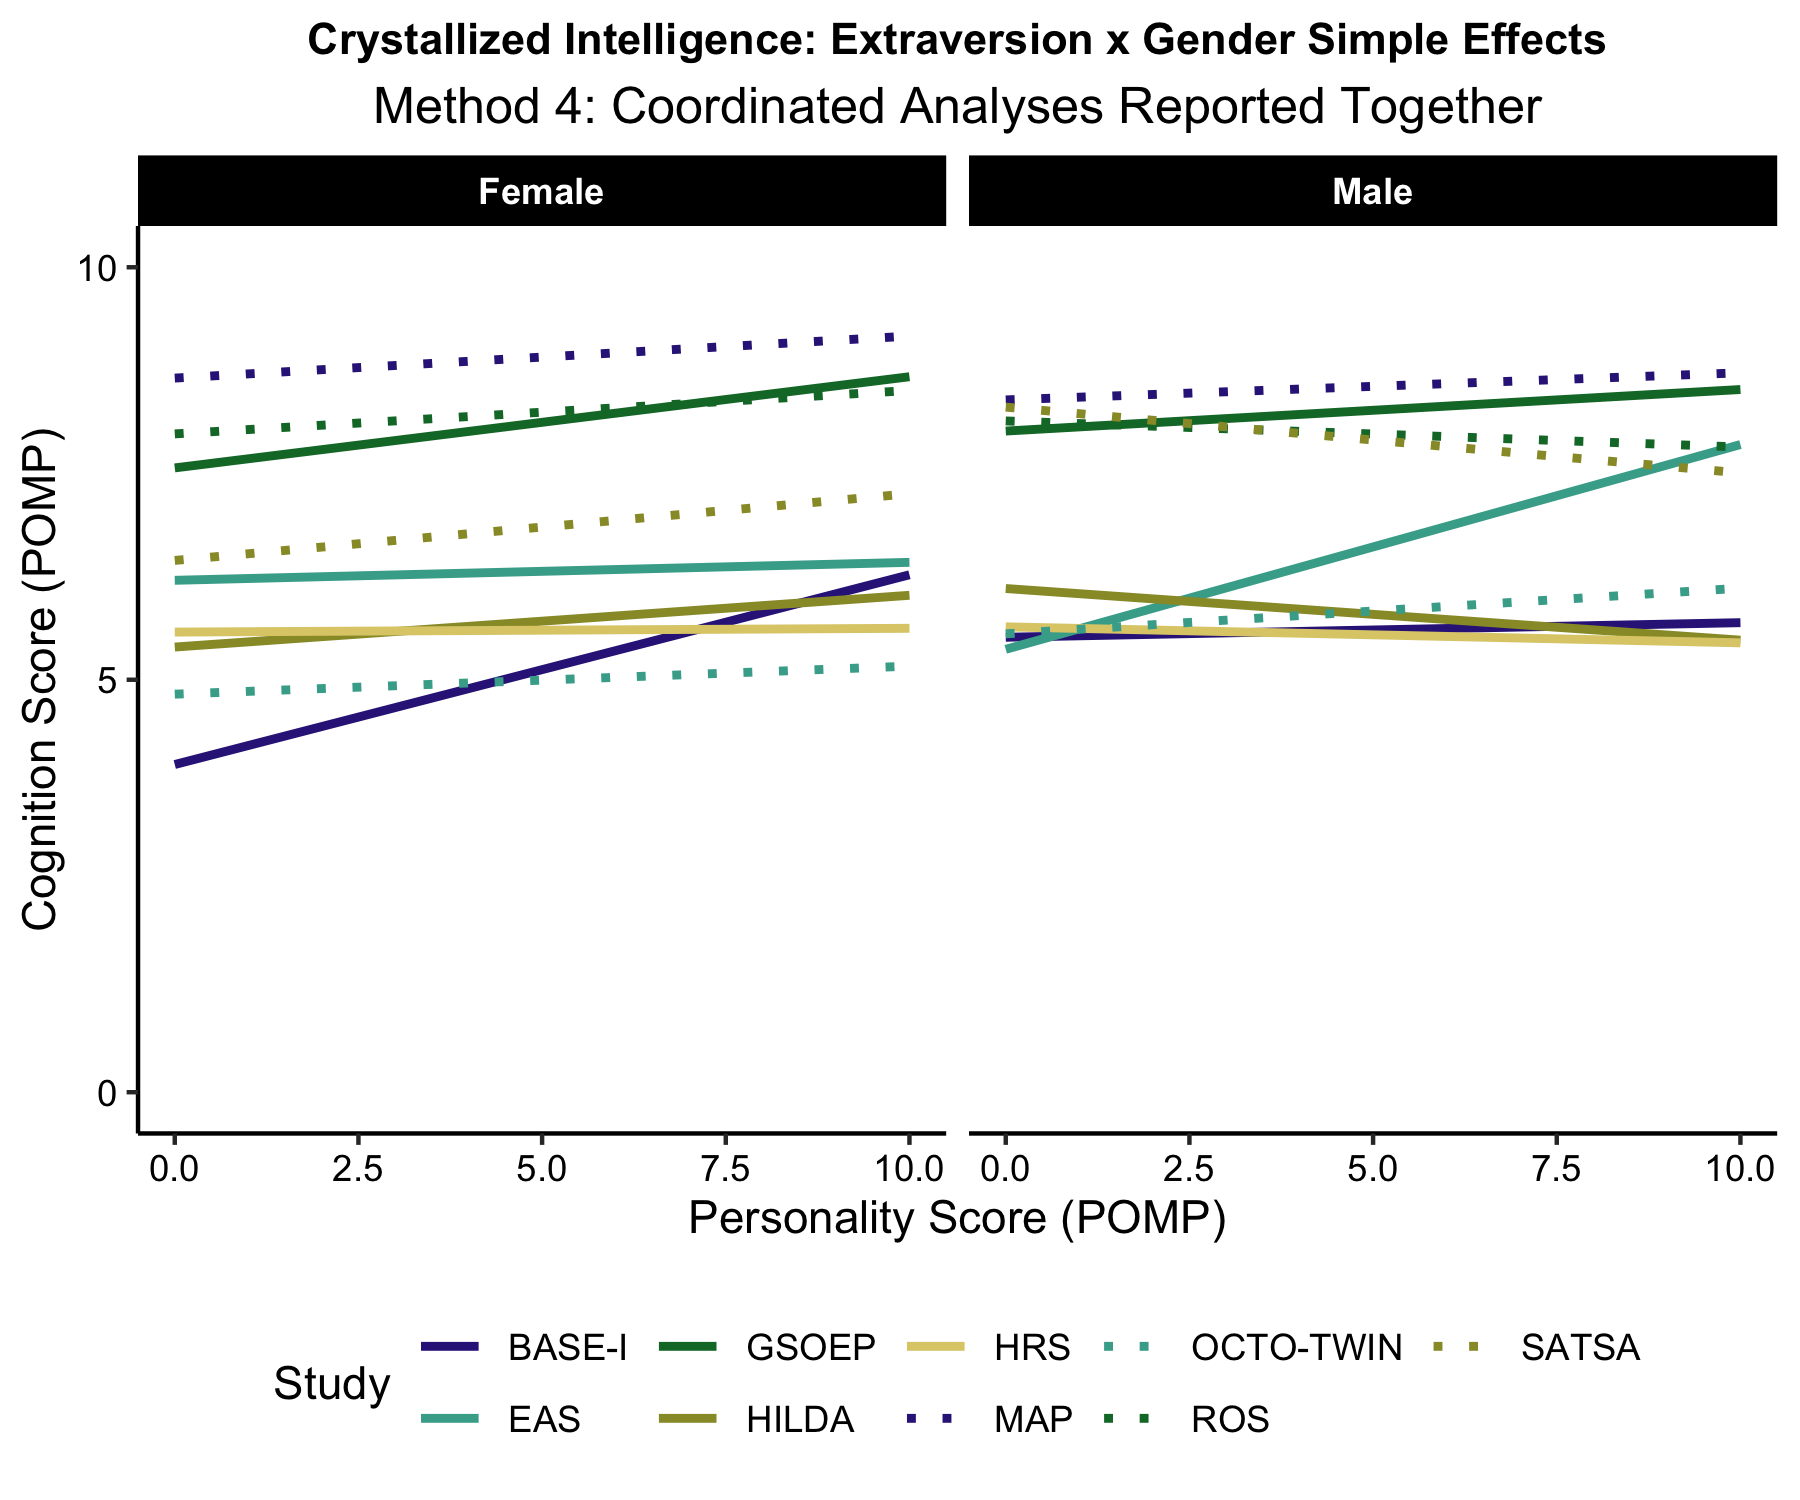 Crystallized Intelligence: Extraversion x Gender Simple Effects
Method 4: Coordinated Analyses Reported Together
Female
Male
Cognition Score (POMP)
10
5
0
0.0 2.5 5.0 7.5 10.0
0.0 2.5 5.0 7.5 10.0
Personality Score (POMP)
Study
BASE-I GSOEP HRS OCTO-TWIN SATSA
EAS HILDA MAP ROS